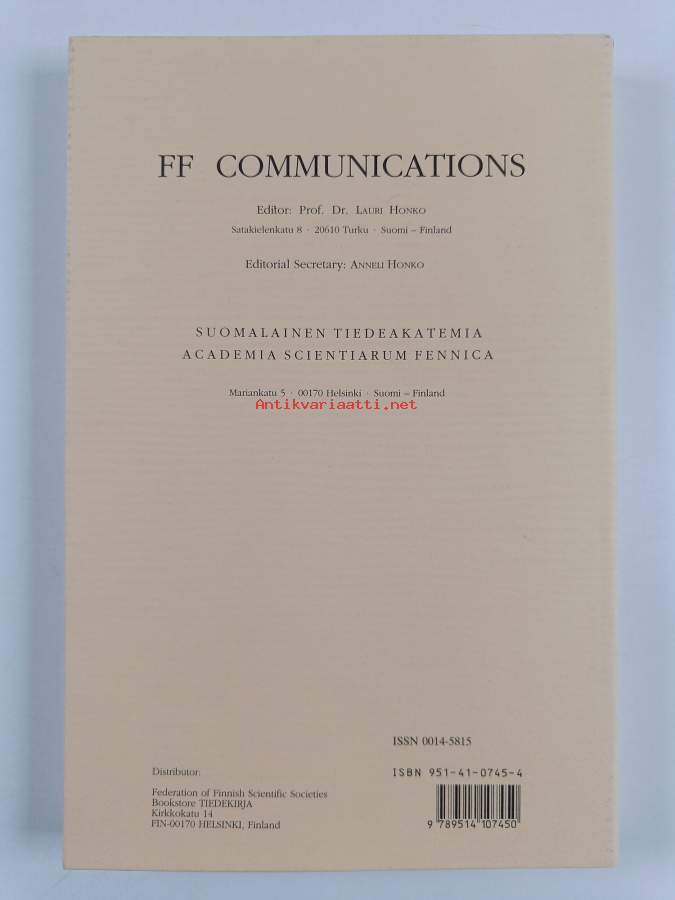 FF COMMUNICATIONS
Editor: Prof. Dr. LAURI HONKO
Satakielenkatu 8 · 20610 Turku · Suomi – Finland
Editorial Secretary: ANNELI HONKO
SUOMALAINEN TIEDEAKATEMIA
ACADEMIA SCIENTIARUM FENNICA
Mariankatu 5 · 00170 Helsinki · Suomi – Finland
Antikvariaatti.net
ISSN 0014-5815
Distributor:
Federation of Finnish Scientific Societies
Bookstore TIEDEKIRJA
Kirkkokatu 14
FIN-00170 HELSINKI, Finland
ISBN 951-41-0745-4
9 789514 107450